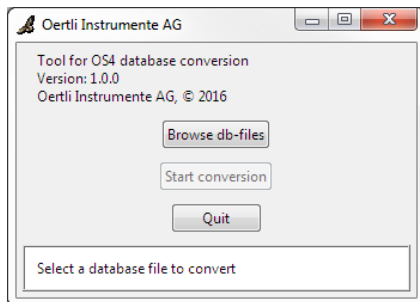 Oertli Instrumente AG
Tool for OS4 database conversion
Version: 1.0.0
Oertli Instrumente AG, © 2016
Browse db-files
Start conversion
Quit
Select a database file to convert